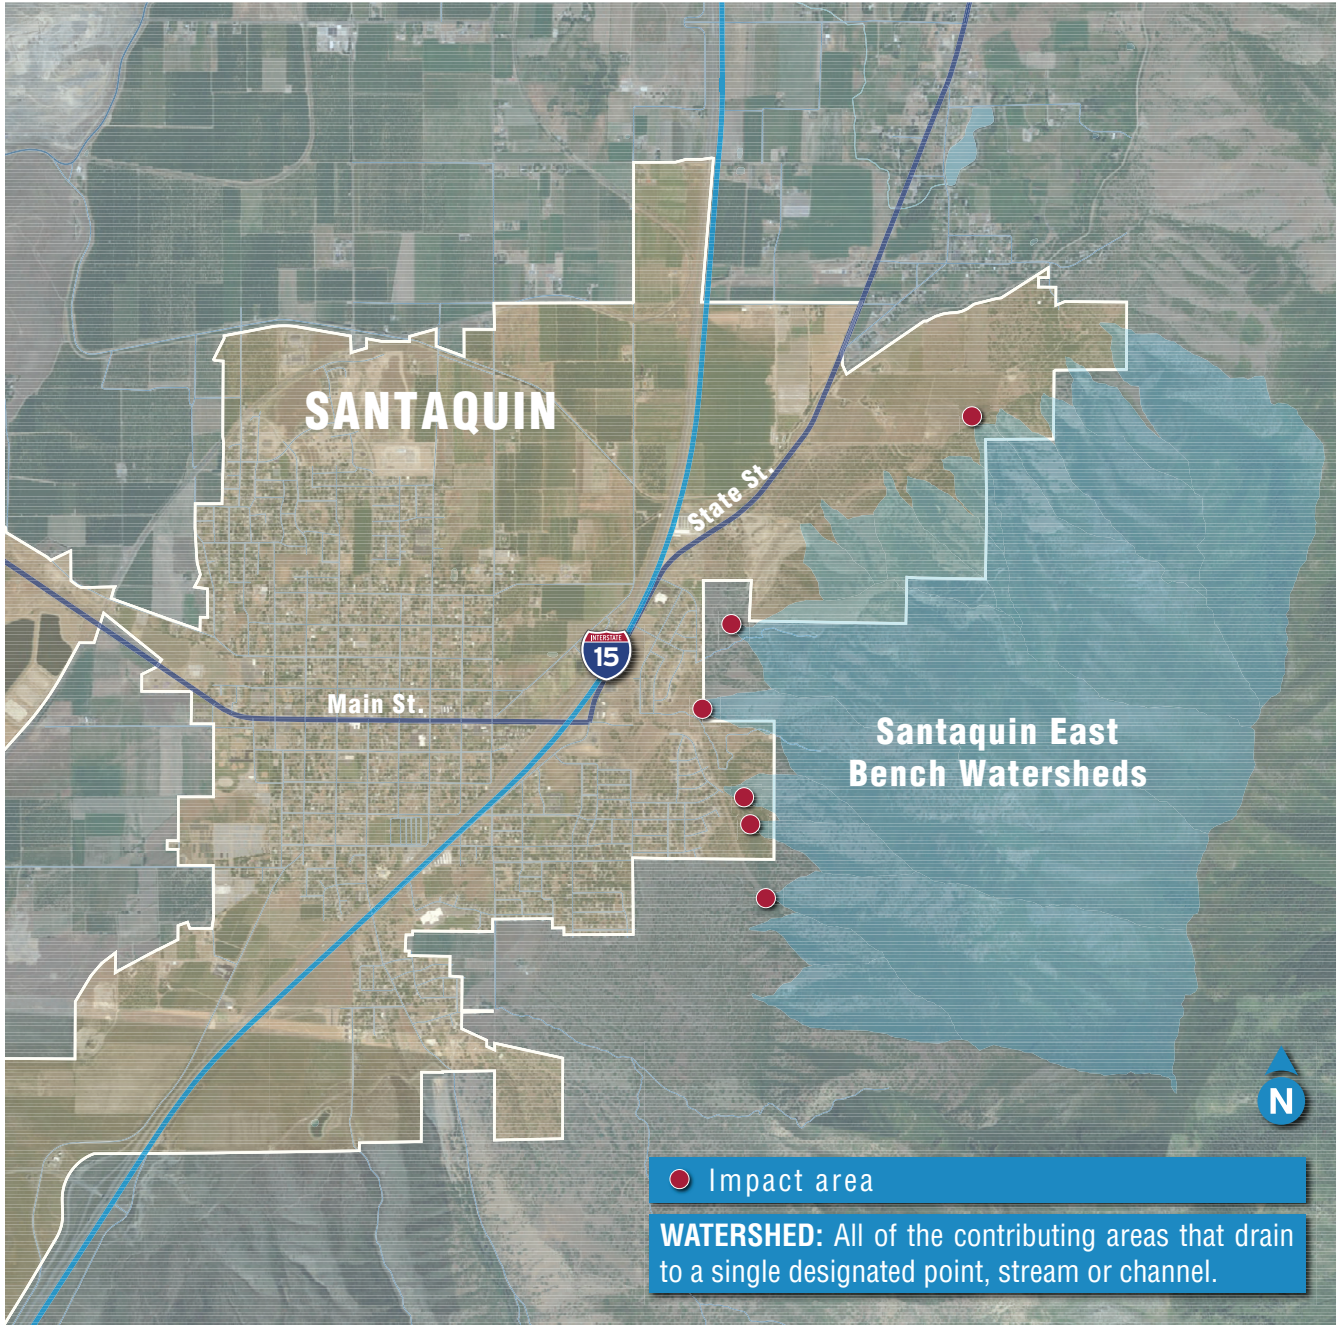 SANTAQUIN
State St.
INTERSTATE
15
Main St.
Santaquin East
Bench Watersheds
N
Impact area
WATERSHED: All of the contributing areas that drain
to a single designated point, stream or channel.